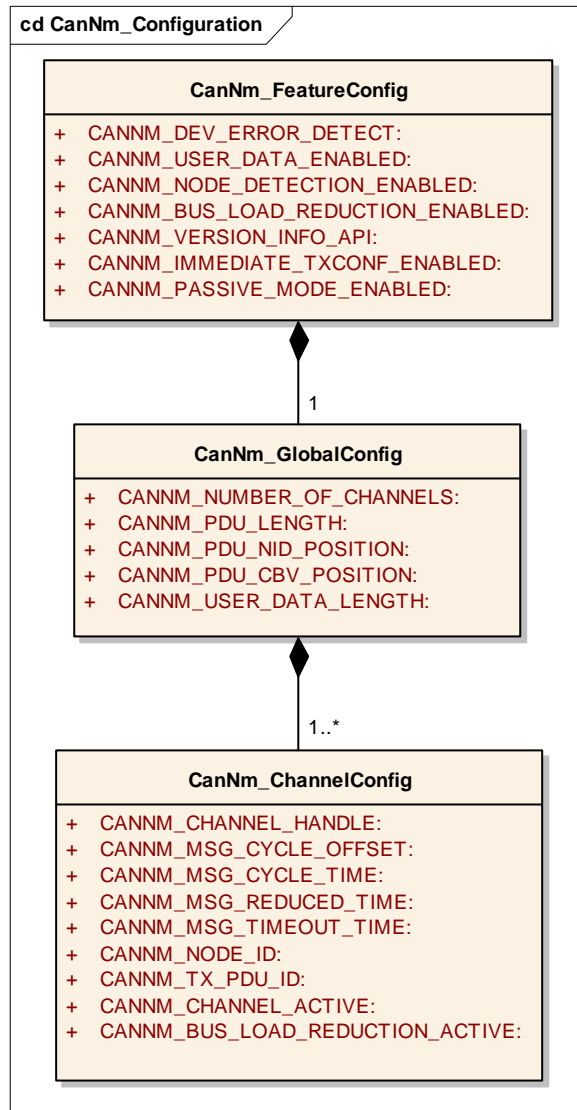 cd CanNm_Configuration
CanNm_FeatureConfig
+ CANNM_DEV_ERROR_DETECT:
+ CANNM_USER_DATA_ENABLED:
+ CANNM_NODE_DETECTION_ENABLED:
+ CANNM_BUS_LOAD_REDUCTION_ENABLED:
+ CANNM_VERSION_INFO_API:
+ CANNM_IMMEDIATE_TXCONF_ENABLED:
+ CANNM_PASSIVE_MODE_ENABLED:
1
CanNm_GlobalConfig
+ CANNM_NUMBER_OF_CHANNELS:
+ CANNM_PDU_LENGTH:
+ CANNM_PDU_NID_POSITION:
+ CANNM_PDU_CBV_POSITION:
+ CANNM_USER_DATA_LENGTH:
1..*
CanNm_ChannelConfig
+ CANNM_CHANNEL_HANDLE:
+ CANNM_MSG_CYCLE_OFFSET:
+ CANNM_MSG_CYCLE_TIME:
+ CANNM_MSG_REDUCED_TIME:
+ CANNM_MSG_TIMEOUT_TIME:
+ CANNM_NODE_ID:
+ CANNM_TX_PDU_ID:
+ CANNM_CHANNEL_ACTIVE:
+ CANNM_BUS_LOAD_REDUCTION_ACTIVE: